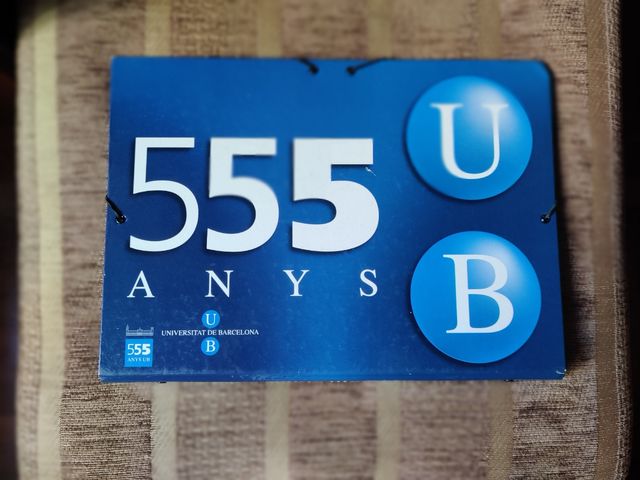 555
ANYS
U
B
555
ANYS UB
U
UNIVERSITAT DE BARCELONA
B